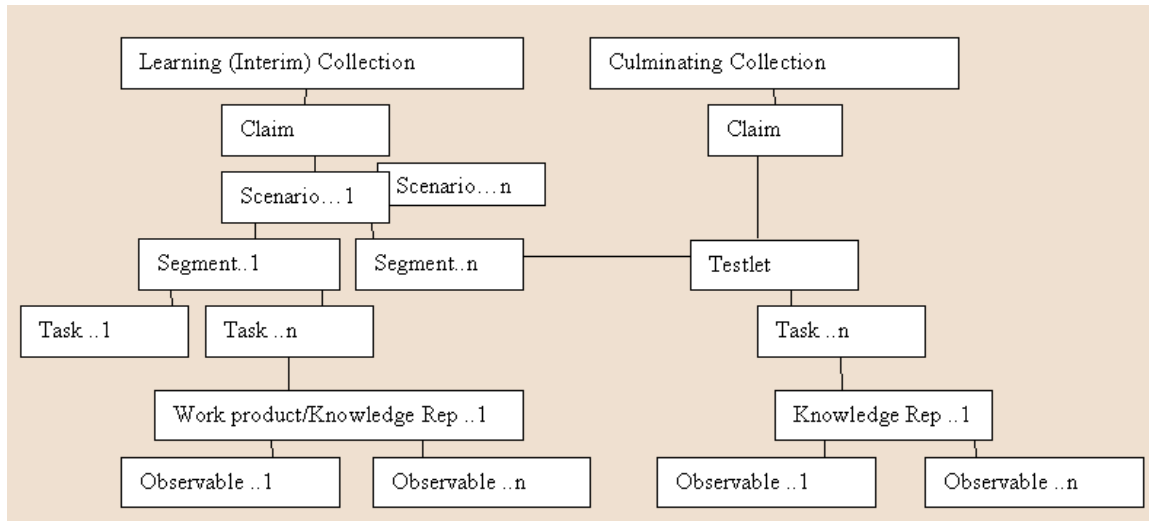 Learning (Interim) Collection
Culminating Collection
Claim
Claim
Scenario…1
Scenario…n
Segment..1
Segment..n
Testlet
Task ..1
Task ..n
Task ..n
Work product/Knowledge Rep ..1
Knowledge Rep ..1
Observable ..1
Observable ..n
Observable ..1
Observable ..n